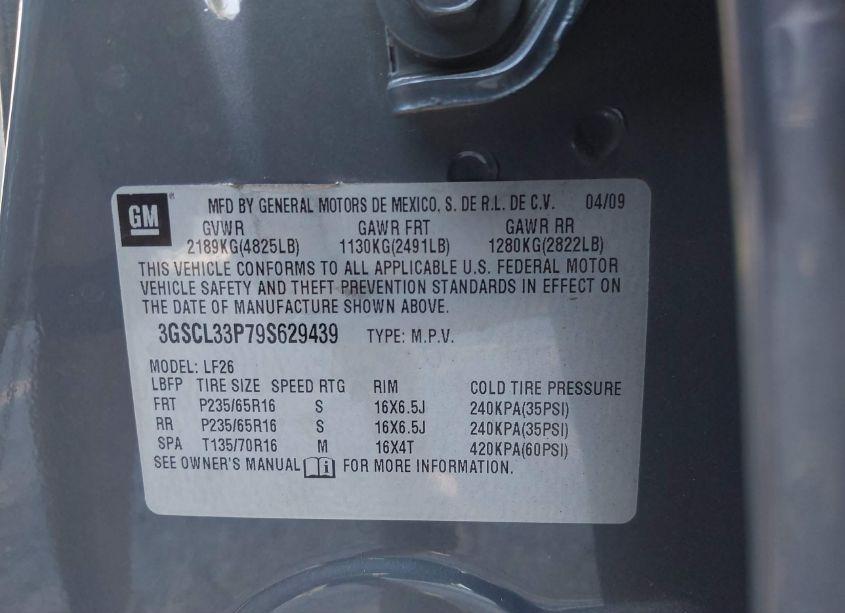 GM ®
MFD BY GENERAL MOTORS DE MEXICO, S. DE R.L. DE C.V. 04/09
GVWR GAWR FRT GAWR RR
2189KG(4825LB) 1130KG(2491LB) 1280KG(2822LB)
THIS VEHICLE CONFORMS TO ALL APPLICABLE U.S. FEDERAL MOTOR
VEHICLE SAFETY AND THEFT PREVENTION STANDARDS IN EFFECT ON
THE DATE OF MANUFACTURE SHOWN ABOVE.
3GSCL33P79S629439 TYPE: M.P.V.
MODEL: LF26
LBFP TIRE SIZE SPEED RTG RIM COLD TIRE PRESSURE
FRT P235/65R16 S 16X6.5J 240KPA(35PSI)
RR P235/65R16 S 16X6.5J 240KPA(35PSI)
SPA T135/70R16 M 16X4T 420KPA(60PSI)
SEE OWNER'S MANUAL i FOR MORE INFORMATION.